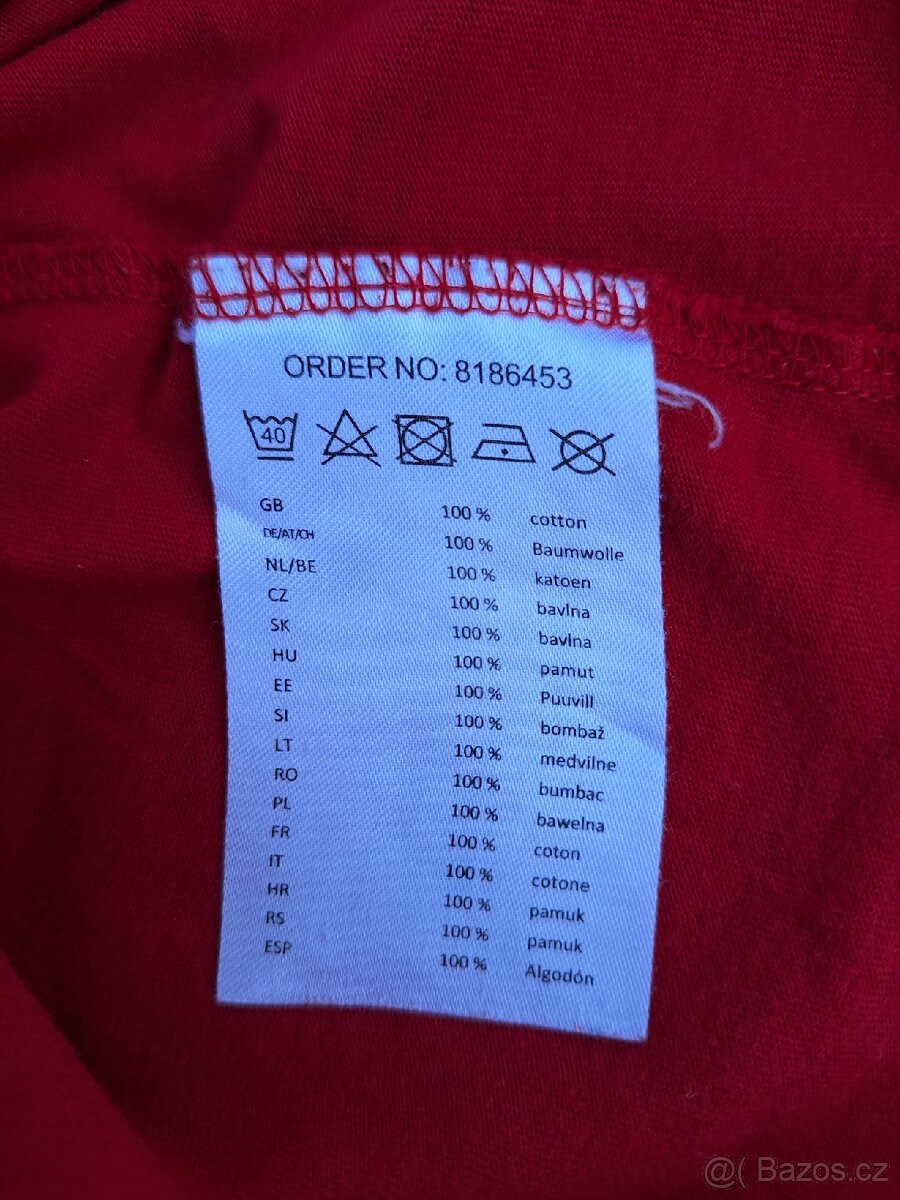 ORDER NO: 8186453
40
GB 100 % cotton
DE/AT/CH 100 % Baumwolle
NL/BE 100 % katoen
CZ 100 % bavlna
SK 100 % bavlna
HU 100 % pamut
EE 100 % Puuvill
SI 100 % bombaž
LT 100 % medvilne
RO 100 % bumbac
PL 100 % bawelna
FR 100 % coton
IT 100 % cotone
HR 100 % pamuk
RS 100 % pamuk
ESP 100 % Algodón
@( Bazos.cz